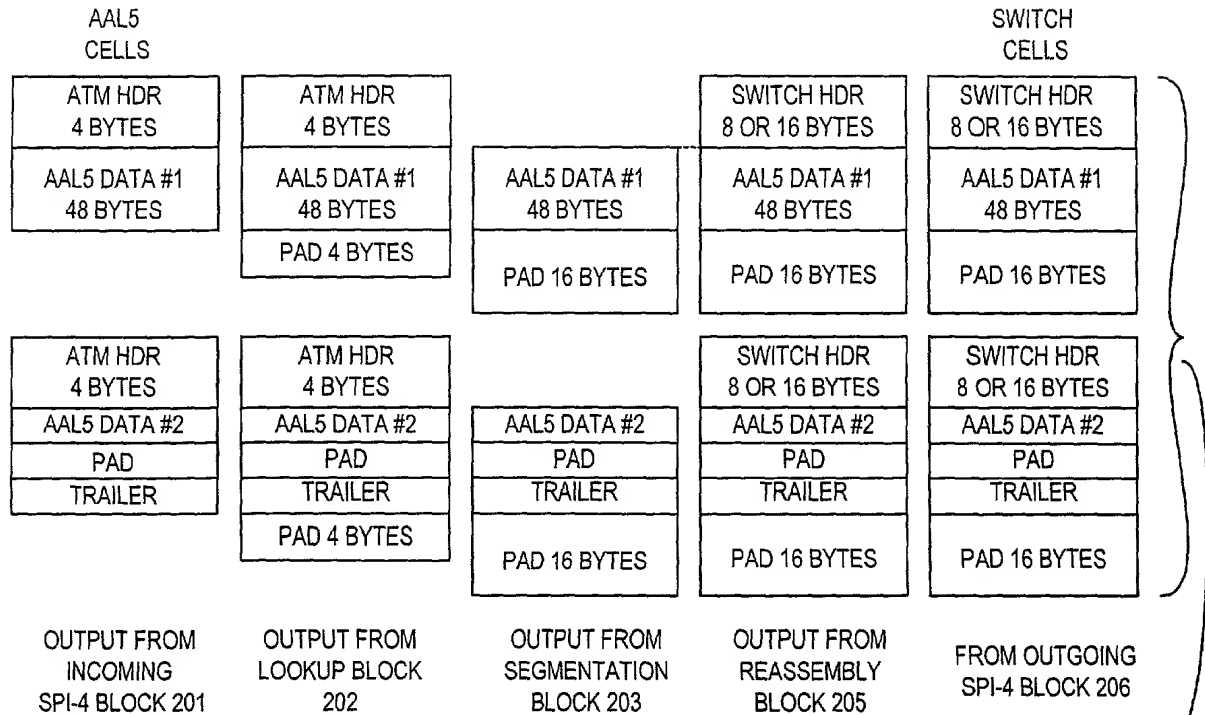 AAL5
CELLS
SWITCH
CELLS
ATM HDR
4 BYTES
AAL5 DATA #1
48 BYTES
ATM HDR
4 BYTES
AAL5 DATA #1
48 BYTES
PAD 4 BYTES
AAL5 DATA #1
48 BYTES
PAD 16 BYTES
SWITCH HDR
8 OR 16 BYTES
AAL5 DATA #1
48 BYTES
PAD 16 BYTES
SWITCH HDR
8 OR 16 BYTES
AAL5 DATA #1
48 BYTES
PAD 16 BYTES
ATM HDR
4 BYTES
AAL5 DATA #2
PAD
TRAILER
ATM HDR
4 BYTES
AAL5 DATA #2
PAD
TRAILER
PAD 4 BYTES
AAL5 DATA #2
PAD
TRAILER
PAD 16 BYTES
SWITCH HDR
8 OR 16 BYTES
AAL5 DATA #2
PAD
TRAILER
PAD 16 BYTES
SWITCH HDR
8 OR 16 BYTES
AAL5 DATA #2
PAD
TRAILER
PAD 16 BYTES
OUTPUT FROM
INCOMING
SPI-4 BLOCK 201
OUTPUT FROM
LOOKUP BLOCK
202
OUTPUT FROM
SEGMENTATION
BLOCK 203
OUTPUT FROM
REASSEMBLY
BLOCK 205
FROM OUTGOING
SPI-4 BLOCK 206